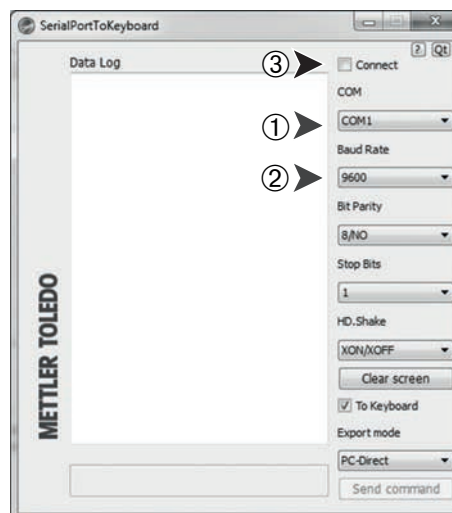 SerialPortToKeyboard
? Qt
Data Log
③ Connect
COM
① COM1
Baud Rate
② 9600
Bit Parity
8/NO
Stop Bits
1
HD.Shake
XON/XOFF
Clear screen
To Keyboard
Export mode
PC-Direct
Send command
METTLER TOLEDO